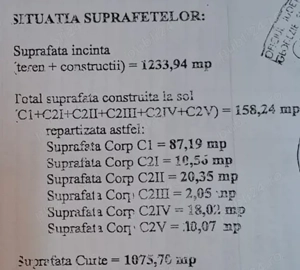 SITUATIA SUPRAFETELOR:
Suprafata incinta
(teren + constructii) = 1233,94 mp
Total suprafata construita la sol
(C1+C2I+C2II+C2III+C2IV+C2V) = 158,24 mp
repartizata astfel:
Suprafata Corp C1 = 87,19 mp
Suprafata Corp C2I = 10,56 mp
Suprafata Corp C2II = 20,35 mp
Suprafata Corp C2III = 2,05 mp
Suprafata Corp C2IV = 18,02 mp
Suprafata Corp C2V = 10,07 mp
Suprafata Curte = 1075,70 mp